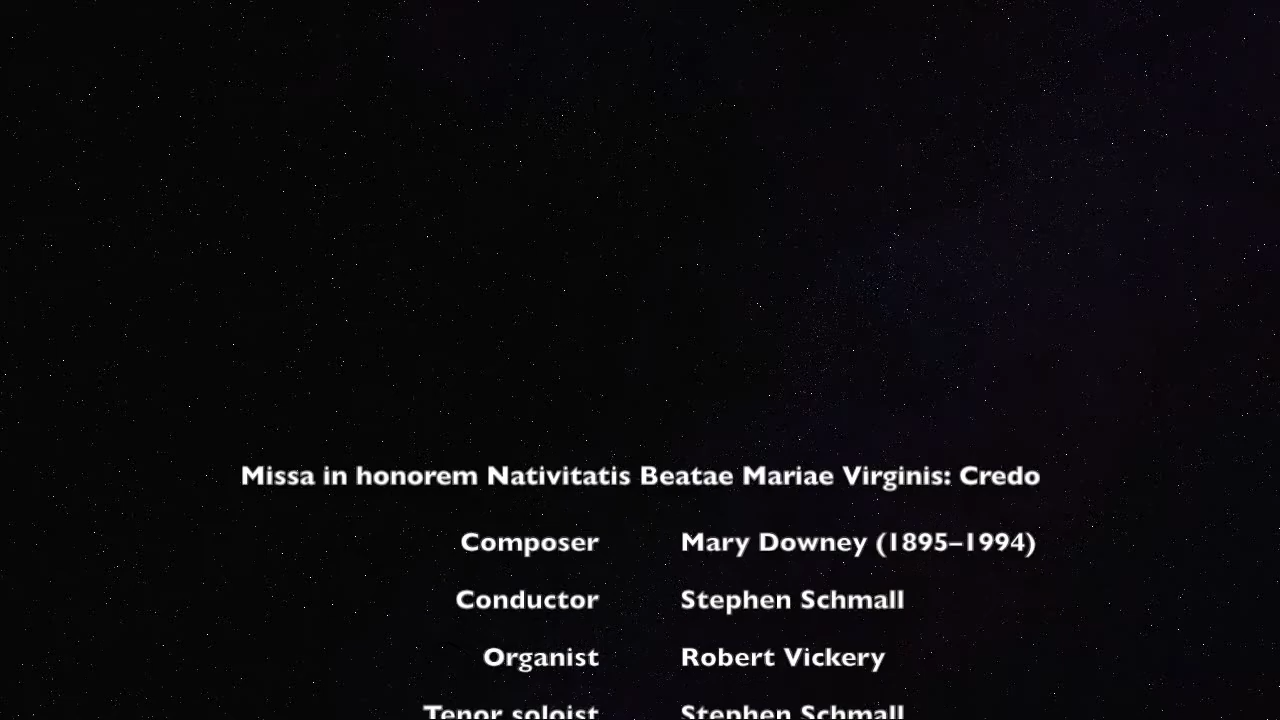 Missa in honorem Nativitatis Beatae Mariae Virginis: Credo
Composer Mary Downey (1895–1994)
Conductor Stephen Schmall
Organist Robert Vickery
Tenor soloist Stephen Schmall